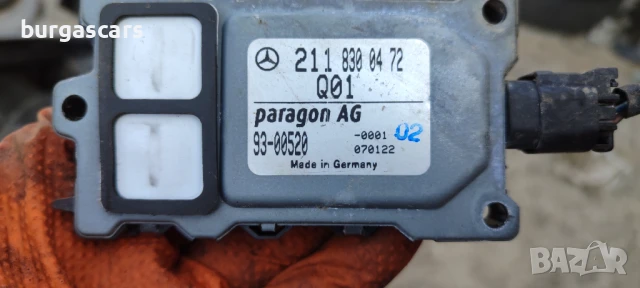 burgascars
211 830 04 72
Q01
paragon AG
93-00520
-0001 02
070122
Made in Germany
BAZAR